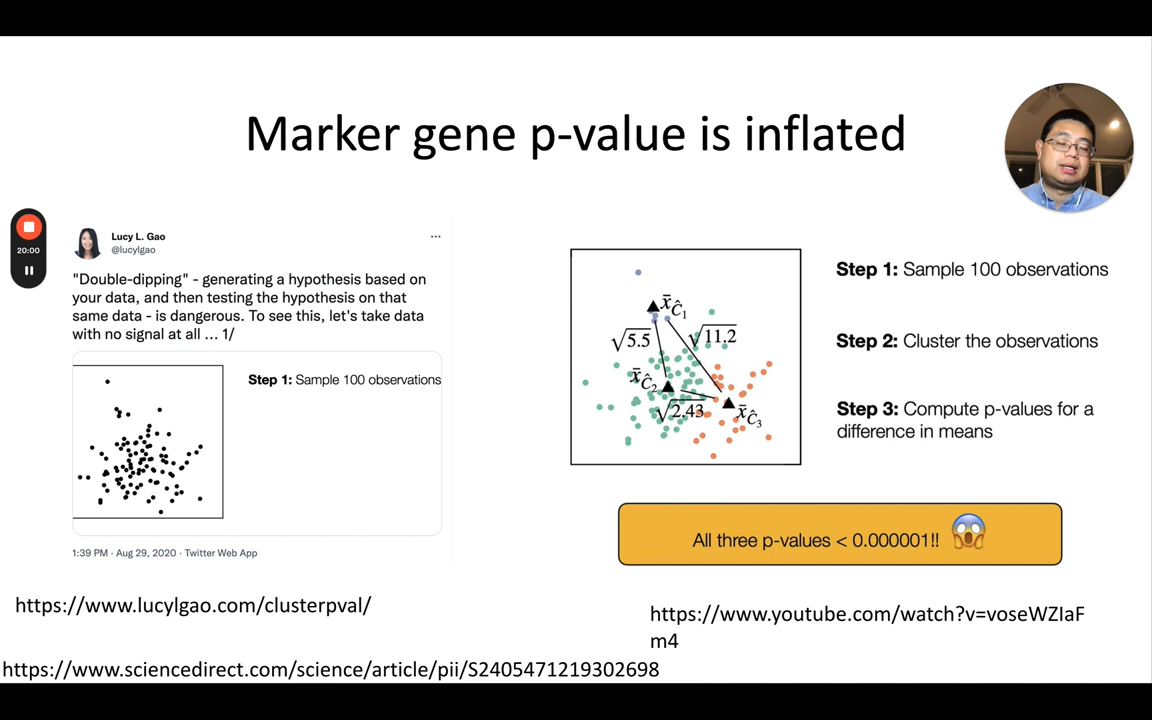 Marker gene p-value is inflated
20:00
Lucy L. Gao
@lucylgao
...
"Double-dipping" - generating a hypothesis based on
your data, and then testing the hypothesis on that
same data - is dangerous. To see this, let's take data
with no signal at all ... 1/
Step 1: Sample 100 observations
1:39 PM · Aug 29, 2020 · Twitter Web App
https://www.lucylgao.com/clusterpval/
https://www.sciencedirect.com/science/article/pii/S2405471219302698
x̄Ĉ₁
√5.5
√11.2
x̄Ĉ₂
√2.43
x̄Ĉ₃
Step 1: Sample 100 observations
Step 2: Cluster the observations
Step 3: Compute p-values for a
difference in means
All three p-values < 0.000001!! 😱
https://www.youtube.com/watch?v=voseWZIaF
m4